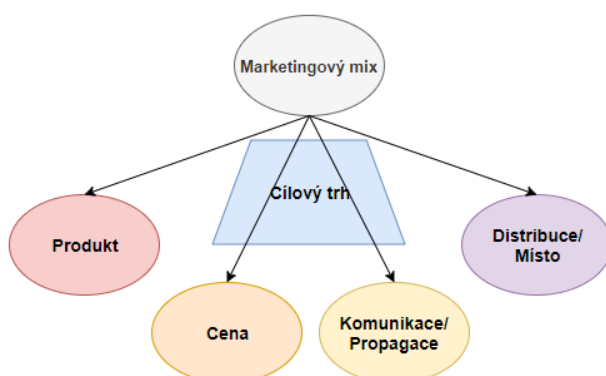 Marketingový mix
Cílový trh
Produkt
Distribuce/
Místo
Cena
Komunikace/
Propagace